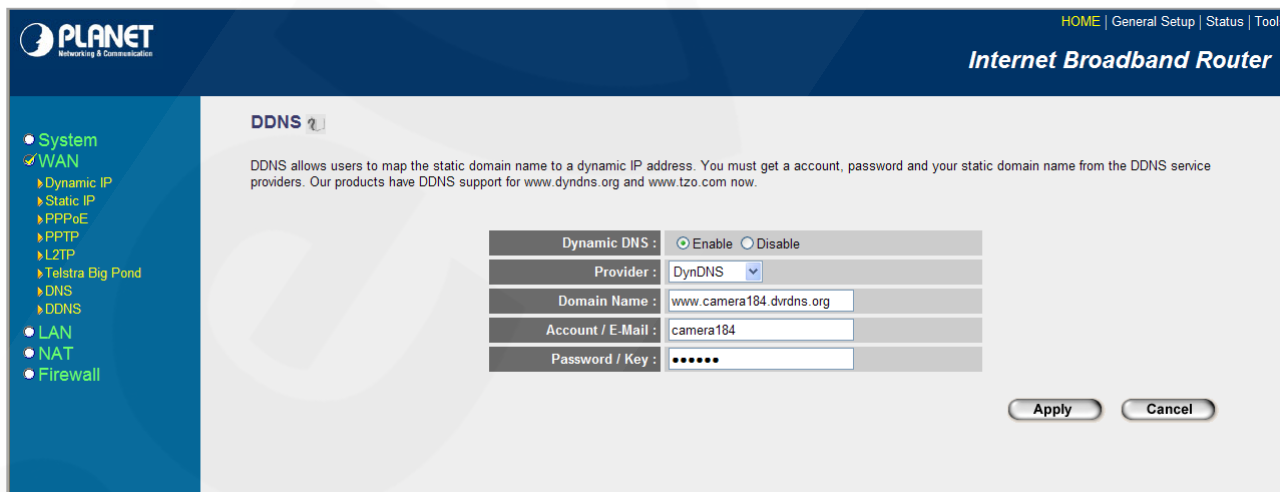 PLANET
Networking & Communication
HOME | General Setup | Status | Tool
Internet Broadband Router
System
WAN
Dynamic IP
Static IP
PPPoE
PPTP
L2TP
Telstra Big Pond
DNS
DDNS
LAN
NAT
Firewall
DDNS
DDNS allows users to map the static domain name to a dynamic IP address. You must get a account, password and your static domain name from the DDNS service
providers. Our products have DDNS support for www.dyndns.org and www.tzo.com now.
Dynamic DNS : Enable Disable
Provider : DynDNS
Domain Name : www.camera184.dvrdns.org
Account / E-Mail : camera184
Password / Key : ●●●●●●
Apply Cancel